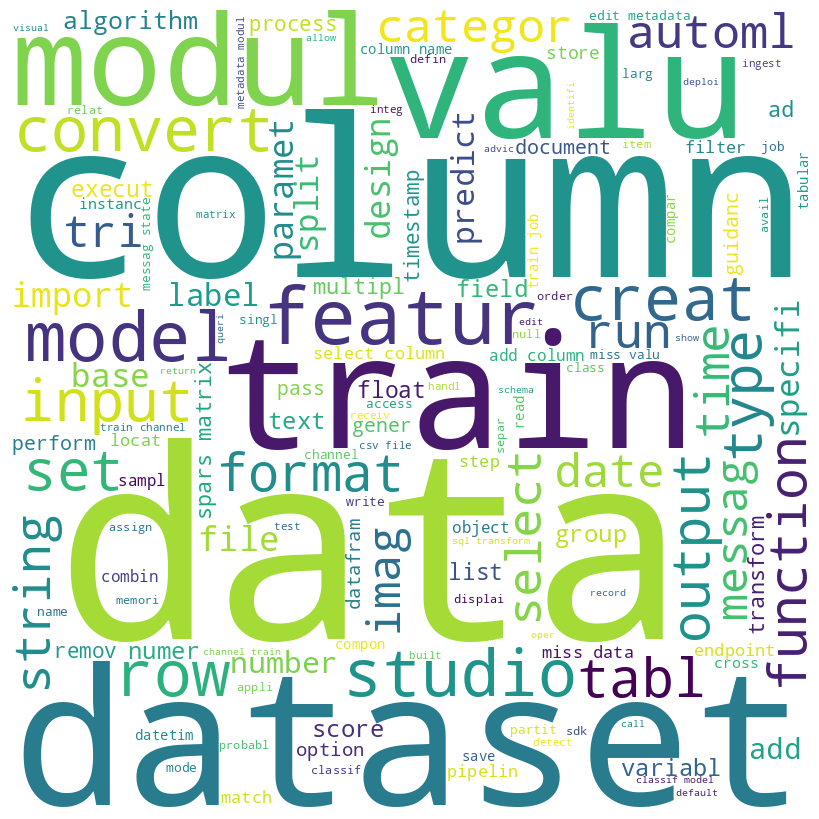 visual
algorithm
process
categor
edit metadata
automl
modul
allow
metadata modul
column name
defin
store
larg
ingest
valu
relat
integ
identifi
deploi
ad
convert
paramet
split
design
timestamp
predict
advic
document
item
filter
job
tabular
column
execut
instanc
tri
matrix
messag state
compar
avail
guidanc
train job
import
label
multipl
field
order
creat
singl
queri
featur
edit
null
run
show
model
select column
add column
miss valu
time
type
specifi
base
return
pass
float
handl
schema
class
train
input
text
access
receiv
gener
read
separ
perform
train channel
locat
spars matrix
channel
csv file
step
set
sampl
format
write
select
date
output
messag
function
transform
string
assign
file
test
datafram
imag
object
sql transform
group
list
combin
name
memori
displai
record
data
remov numer
channel train
compon
built
oper
miss data
endpoint
cross
row
number
appli
studio
tabl
dataset
datetim
probabl
score
option
mode
classif
match
save
pipelin
partit
sdk
detect
call
variabl
add
classif model
default